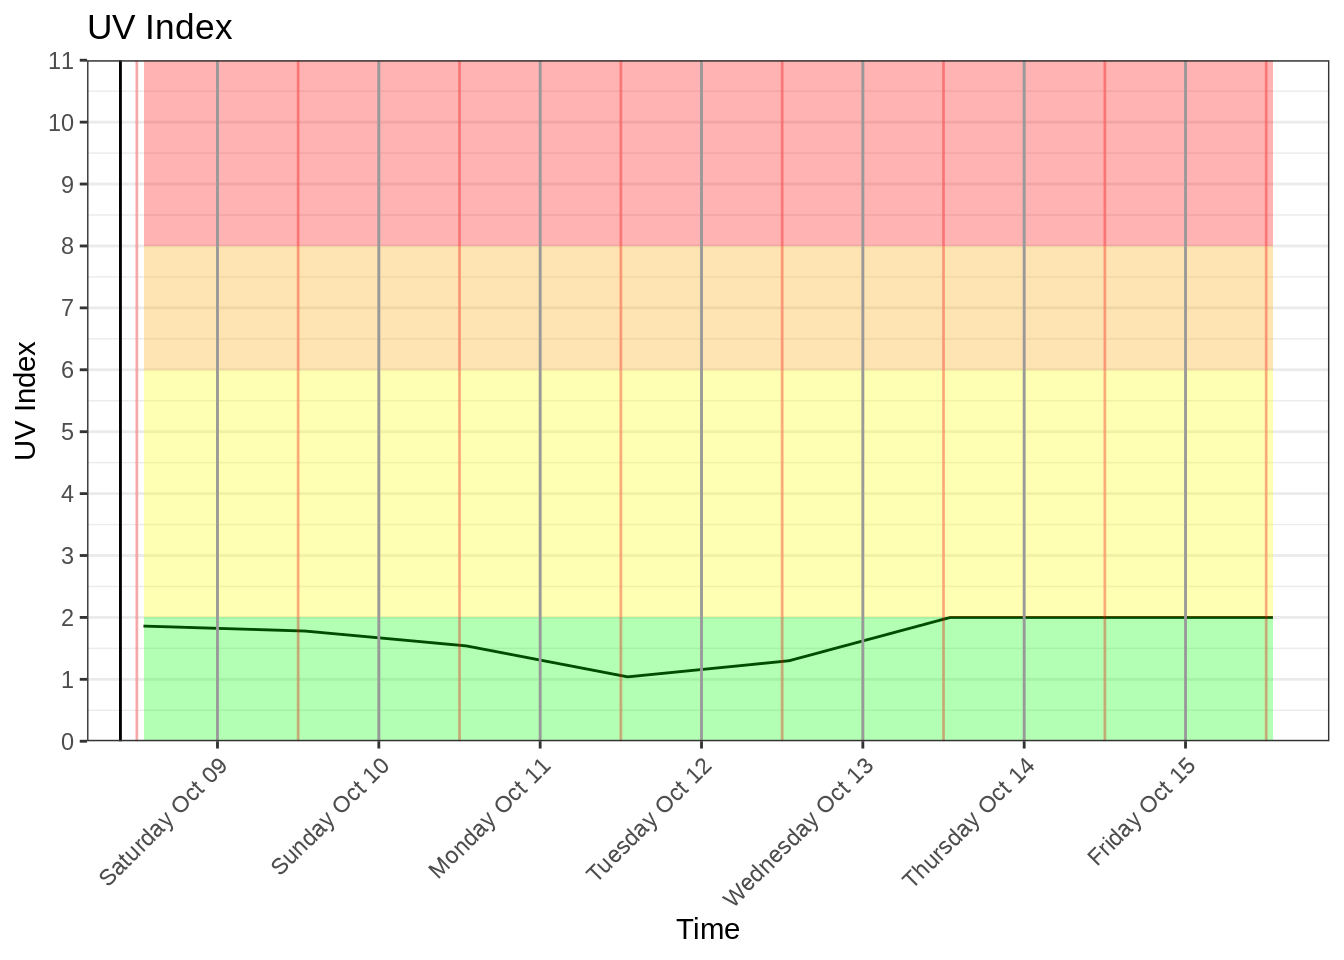 UV Index
11
10
9
8
7
6
5
4
3
2
1
0
UV Index
Saturday Oct 09
Sunday Oct 10
Monday Oct 11
Tuesday Oct 12
Wednesday Oct 13
Thursday Oct 14
Friday Oct 15
Time